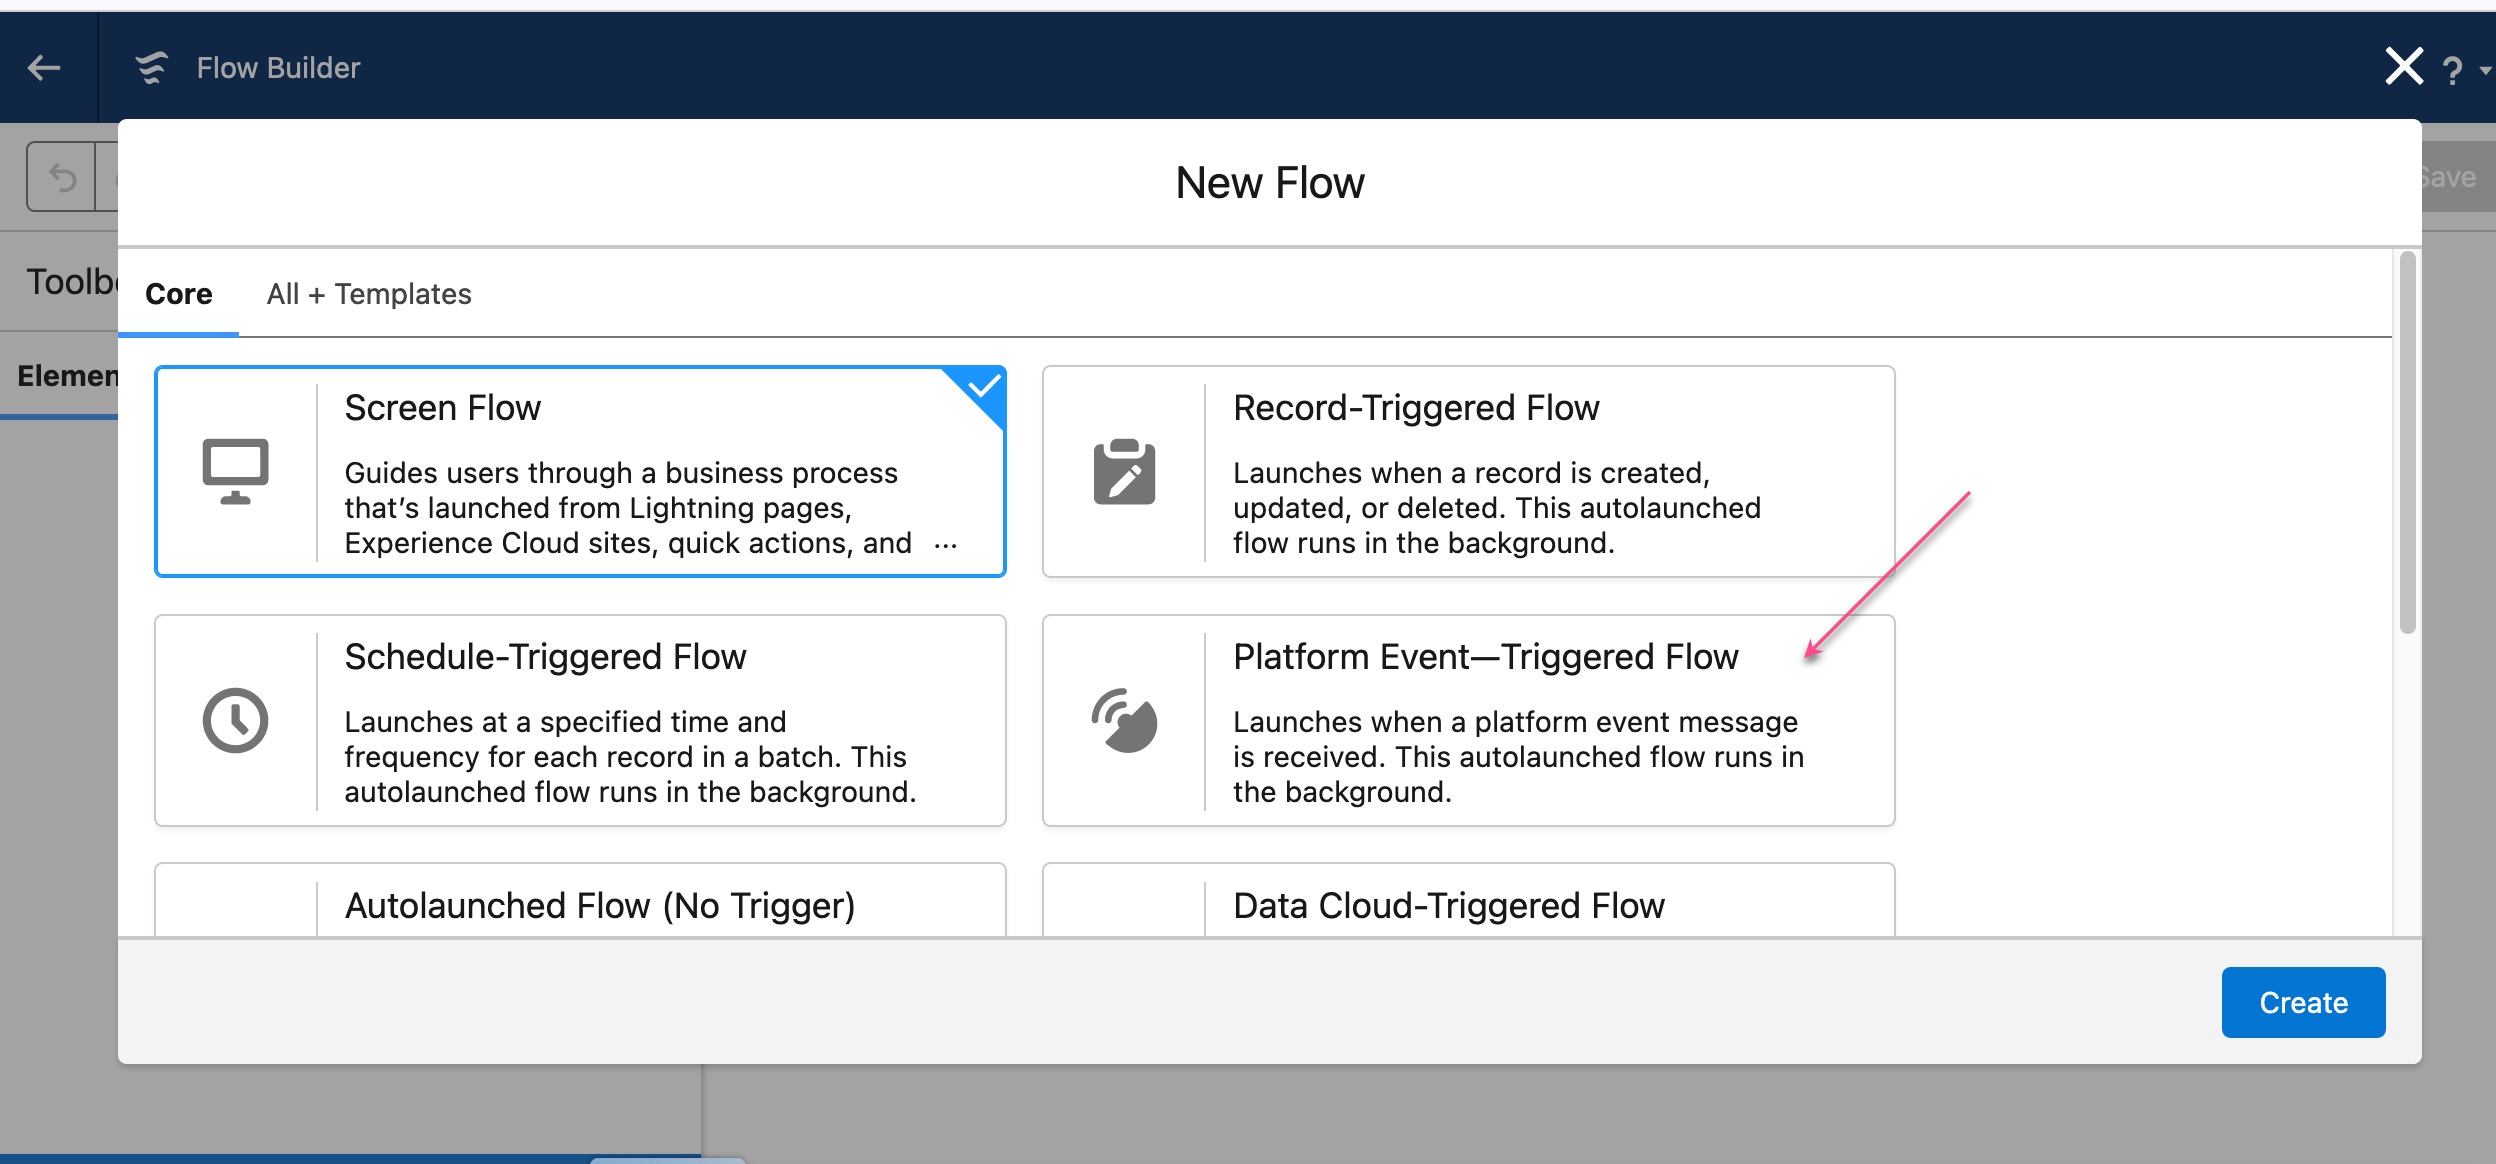 Flow Builder
?
New Flow
Save
Toolb
Core
All + Templates
Elemen
Screen Flow
Guides users through a business process
that’s launched from Lightning pages,
Experience Cloud sites, quick actions, and ...
Record-Triggered Flow
Launches when a record is created,
updated, or deleted. This autolaunched
flow runs in the background.
Schedule-Triggered Flow
Launches at a specified time and
frequency for each record in a batch. This
autolaunched flow runs in the background.
Platform Event—Triggered Flow
Launches when a platform event message
is received. This autolaunched flow runs in
the background.
Autolaunched Flow (No Trigger)
Data Cloud-Triggered Flow
Create